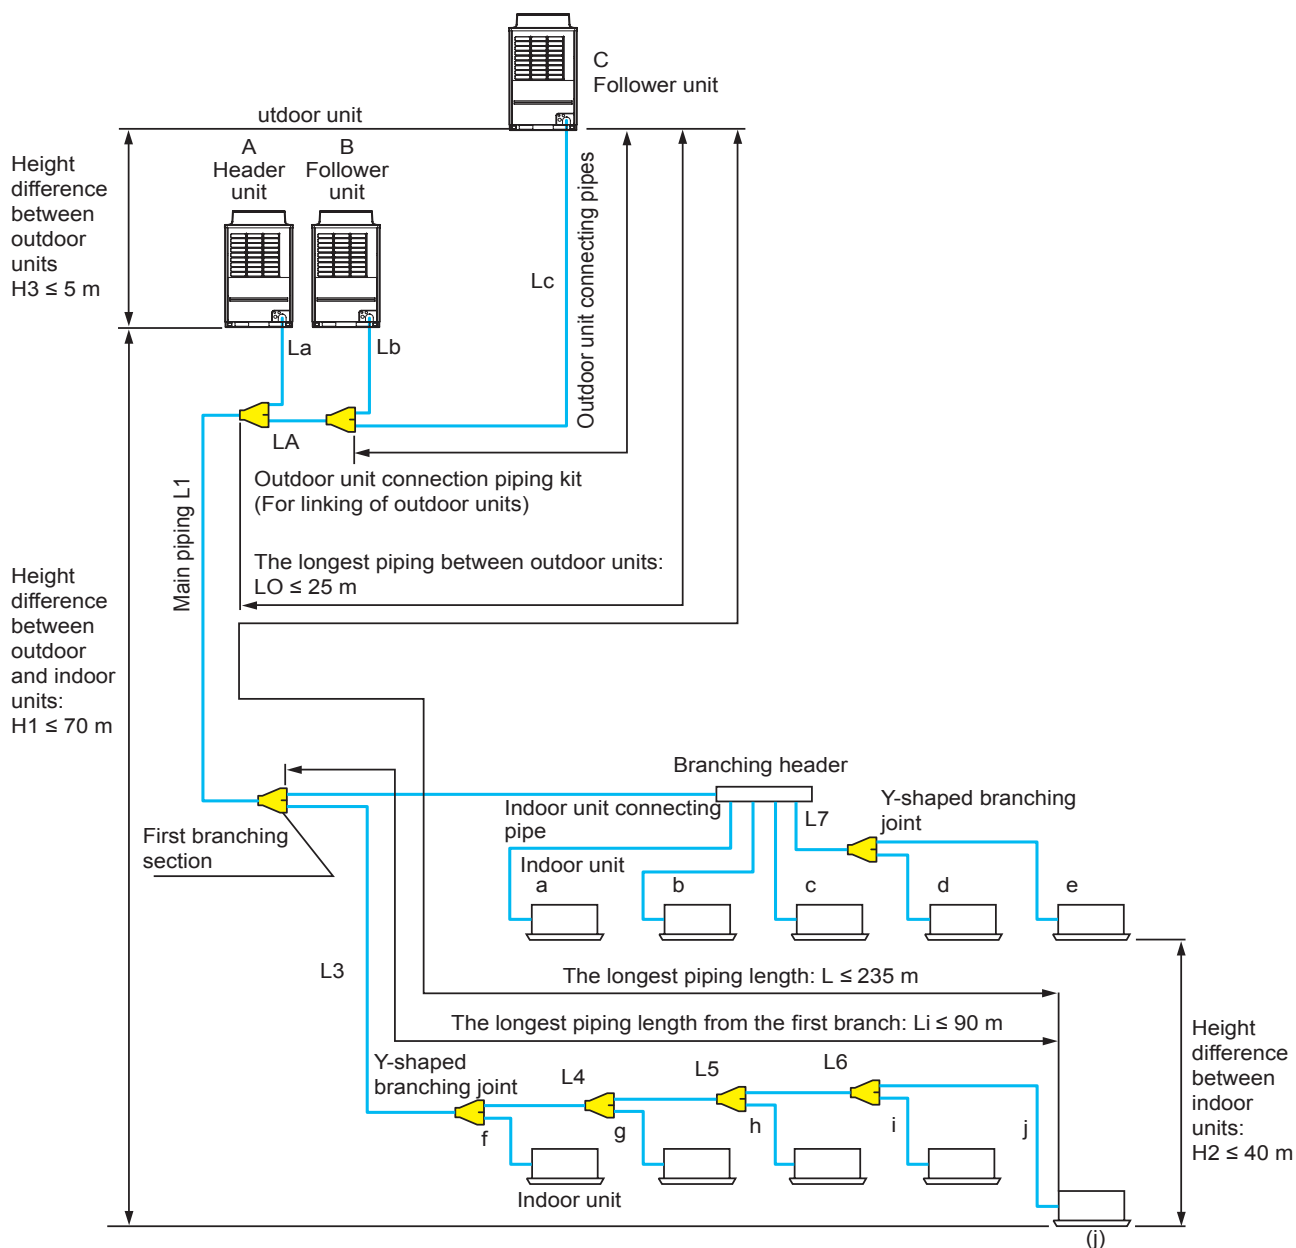 C
Follower unit
utdoor unit
A
Header
unit
B
Follower
unit
Height
difference
between
outdoor
units
H3 ≤ 5 m
Outdoor unit connecting pipes
Lc
La
Lb
LA
Main piping L1
Outdoor unit connection piping kit
(For linking of outdoor units)
The longest piping between outdoor units:
LO ≤ 25 m
Height
difference
between
outdoor
and indoor
units:
H1 ≤ 70 m
Branching header
Indoor unit connecting
pipe
L7
Y-shaped branching
joint
First branching
section
Indoor unit
a
b
c
d
e
L3
The longest piping length: L ≤ 235 m
The longest piping length from the first branch: Li ≤ 90 m
Height
difference
between
indoor
units:
H2 ≤ 40 m
Y-shaped
branching joint
L4
L5
L6
f
g
h
i
j
Indoor unit
(j)